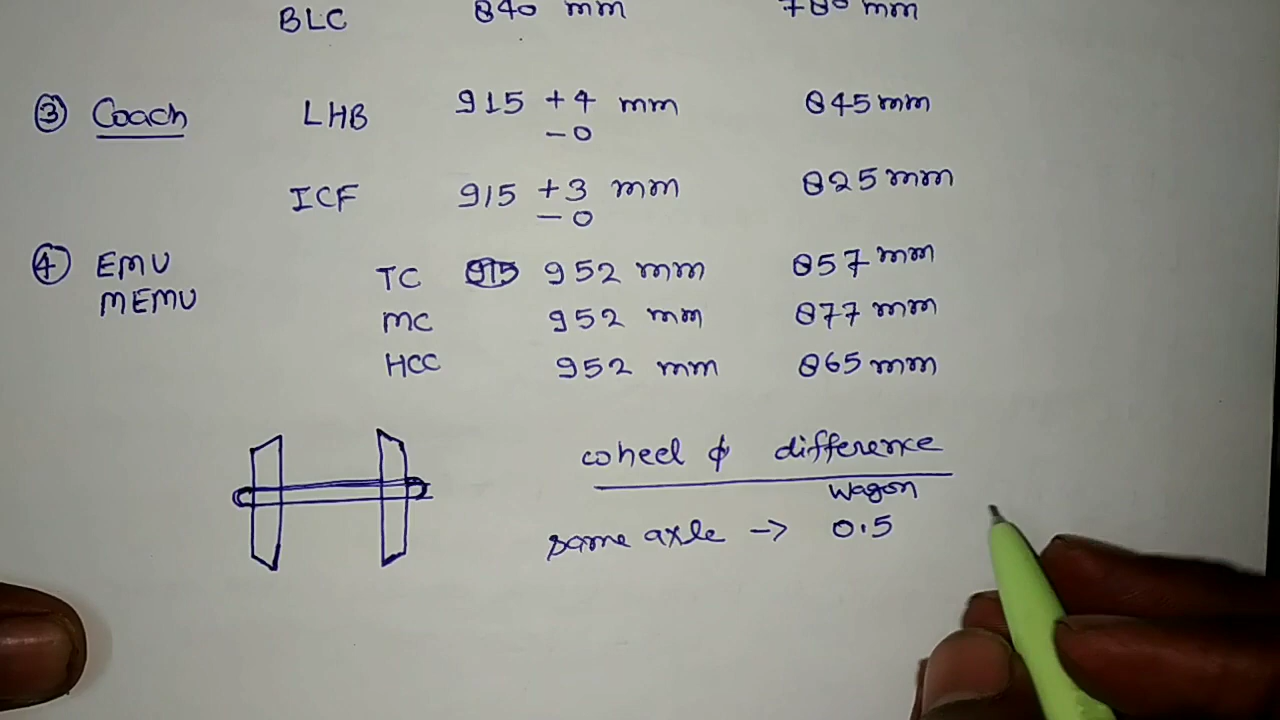 BLC 840 mm 780 mm
③ Coach LHB 915 +4 mm 845 mm
-0
ICF 915 +3 mm 825 mm
-0
④ EMU TC 952 mm 857 mm
MEMU MC 952 mm 877 mm
HCC 952 mm 865 mm
wheel ϕ difference
wagon
same axle -> 0.5